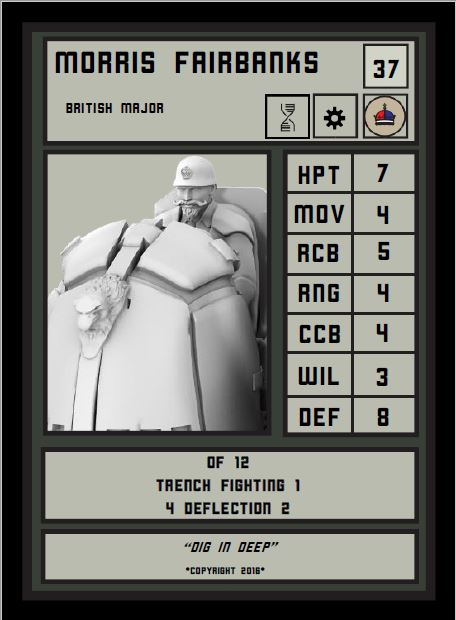 MORRIS FAIRBANKS
37
BRITISH MAJOR
HPT 7
MOV 4
RCB 5
RNG 4
CCB 4
WIL 3
DEF 8
OF 12
TRENCH FIGHTING 1
4 DEFLECTION 2
"DIG IN DEEP"
*COPYRIGHT 2016*